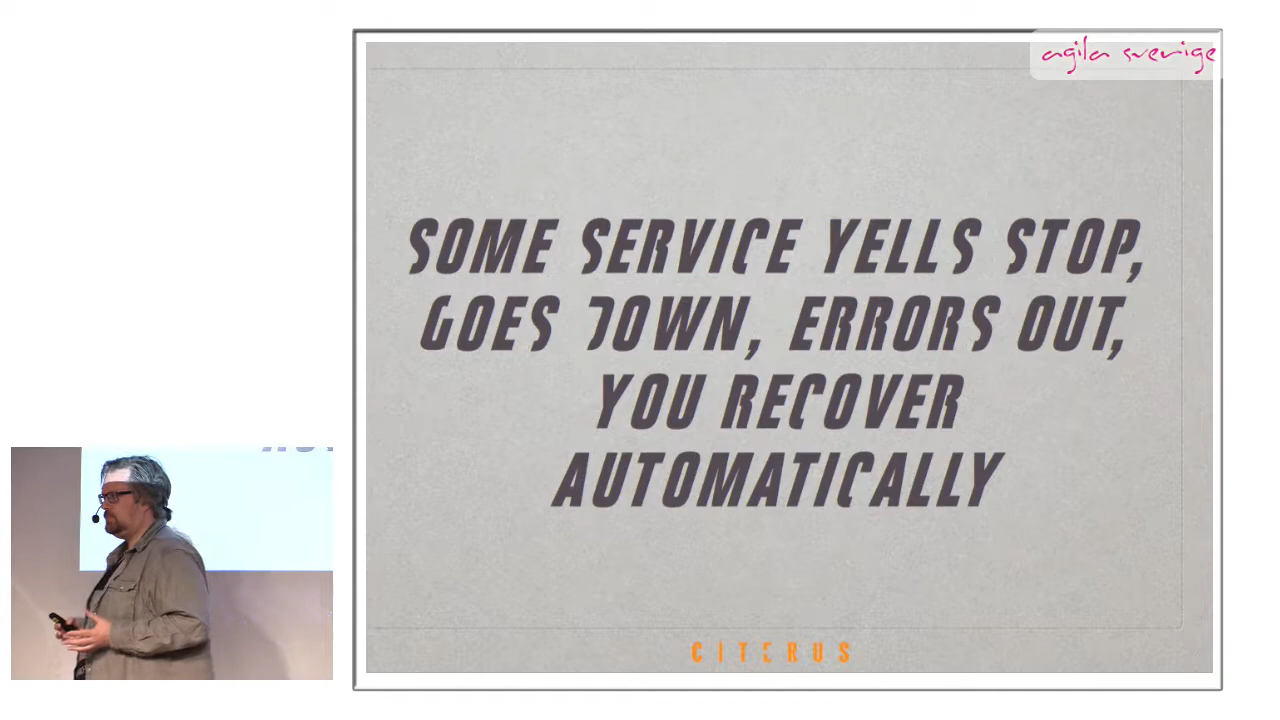 agila sverige
SOME SERVICE YELLS STOP,
GOES DOWN, ERRORS OUT,
YOU RECOVER
AUTOMATICALLY
CITERUS